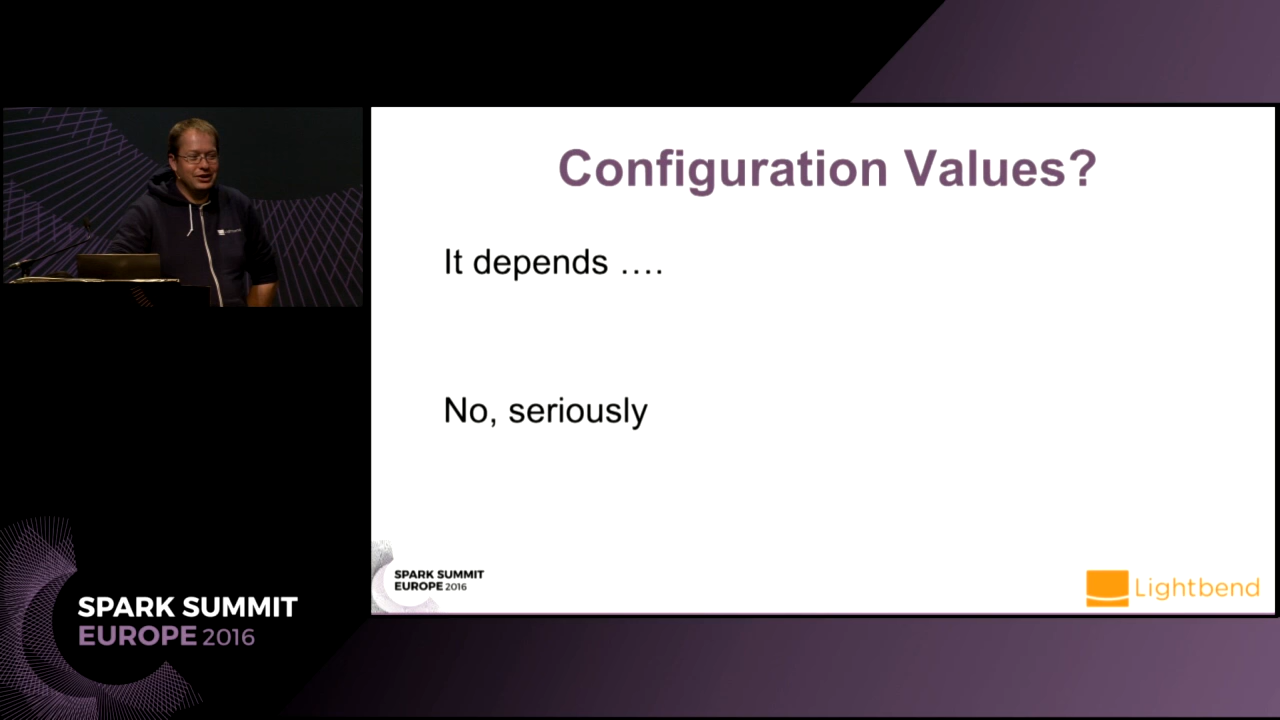 Configuration Values?
It depends ....
No, seriously
SPARK SUMMIT
EUROPE 2016
Lightbend
SPARK SUMMIT
EUROPE 2016